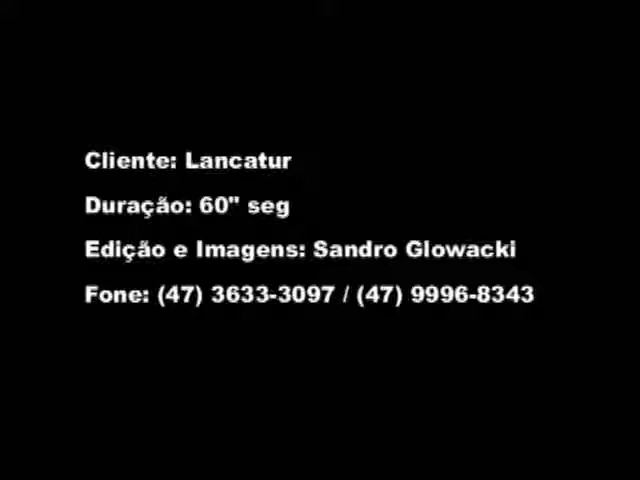 Cliente: Lancatur
Duração: 60" seg
Edição e Imagens: Sandro Glowacki
Fone: (47) 3633-3097 / (47) 9996-8343